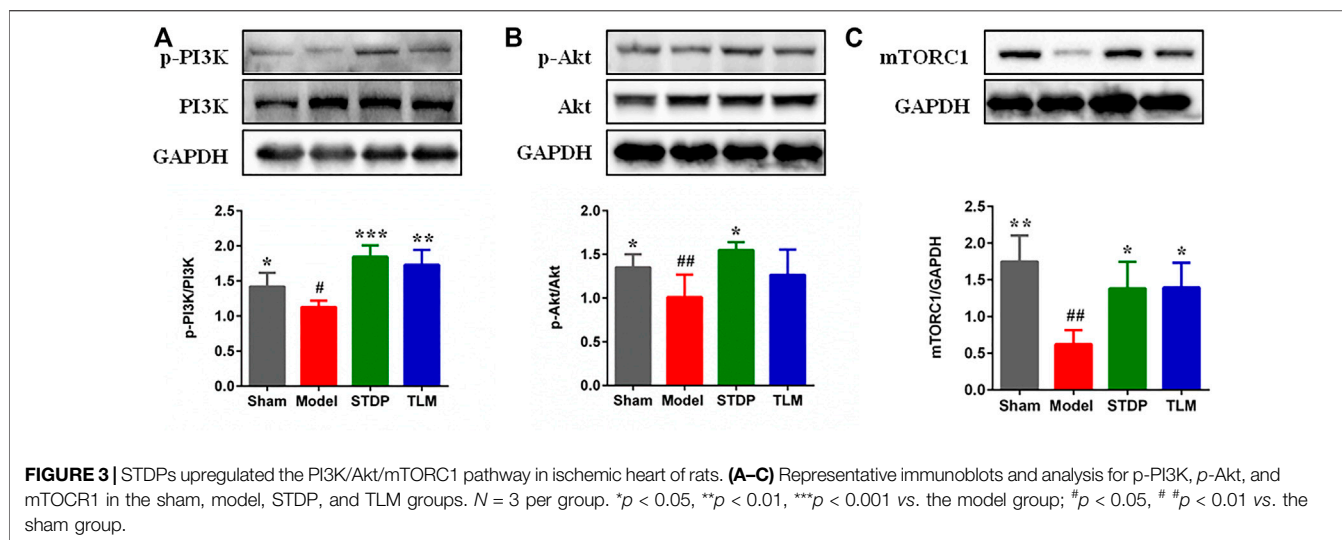 A
p-PI3K
PI3K
GAPDH
2.5
2.0
1.5
1.0
0.5
0.0
p-PI3K/PI3K
*
#
***
**
Sham Model STDP TLM
B
p-Akt
Akt
GAPDH
2.0
1.5
1.0
0.5
0.0
p-Akt/Akt
*
##
*
Sham Model STDP TLM
C
mTORC1
GAPDH
2.5
2.0
1.5
1.0
0.5
0.0
mTORC1/GAPDH
**
##
*
*
Sham Model STDP TLM
FIGURE 3 | STDPs upregulated the PI3K/Akt/mTORC1 pathway in ischemic heart of rats. (A–C) Representative immunoblots and analysis for p-PI3K, p-Akt, and
mTOCR1 in the sham, model, STDP, and TLM groups. N = 3 per group. *p < 0.05, **p < 0.01, ***p < 0.001 vs. the model group; #p < 0.05, # #p < 0.01 vs. the
sham group.